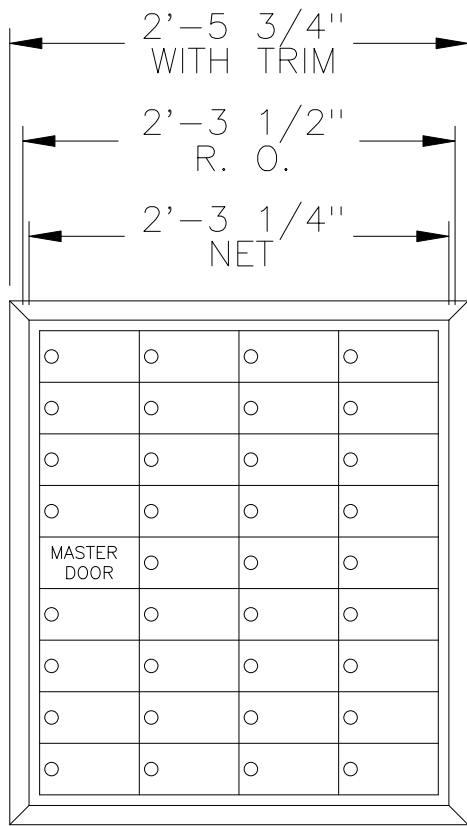 2'-5 3/4"
WITH TRIM
2'-3 1/2"
R. O.
2'-3 1/4"
NET
MASTER
DOOR